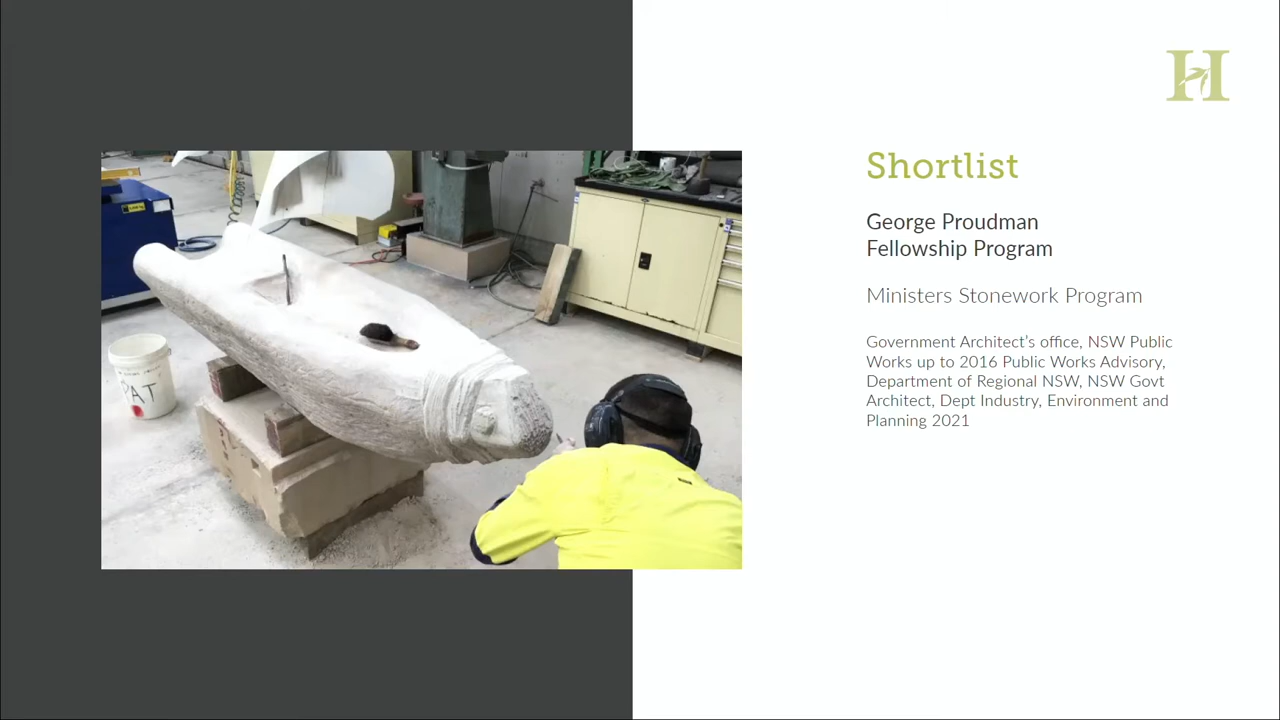 H
Shortlist
George Proudman
Fellowship Program
Ministers Stonework Program
Government Architect's office, NSW Public
Works up to 2016 Public Works Advisory,
Department of Regional NSW, NSW Govt
Architect, Dept Industry, Environment and
Planning 2021
PAT